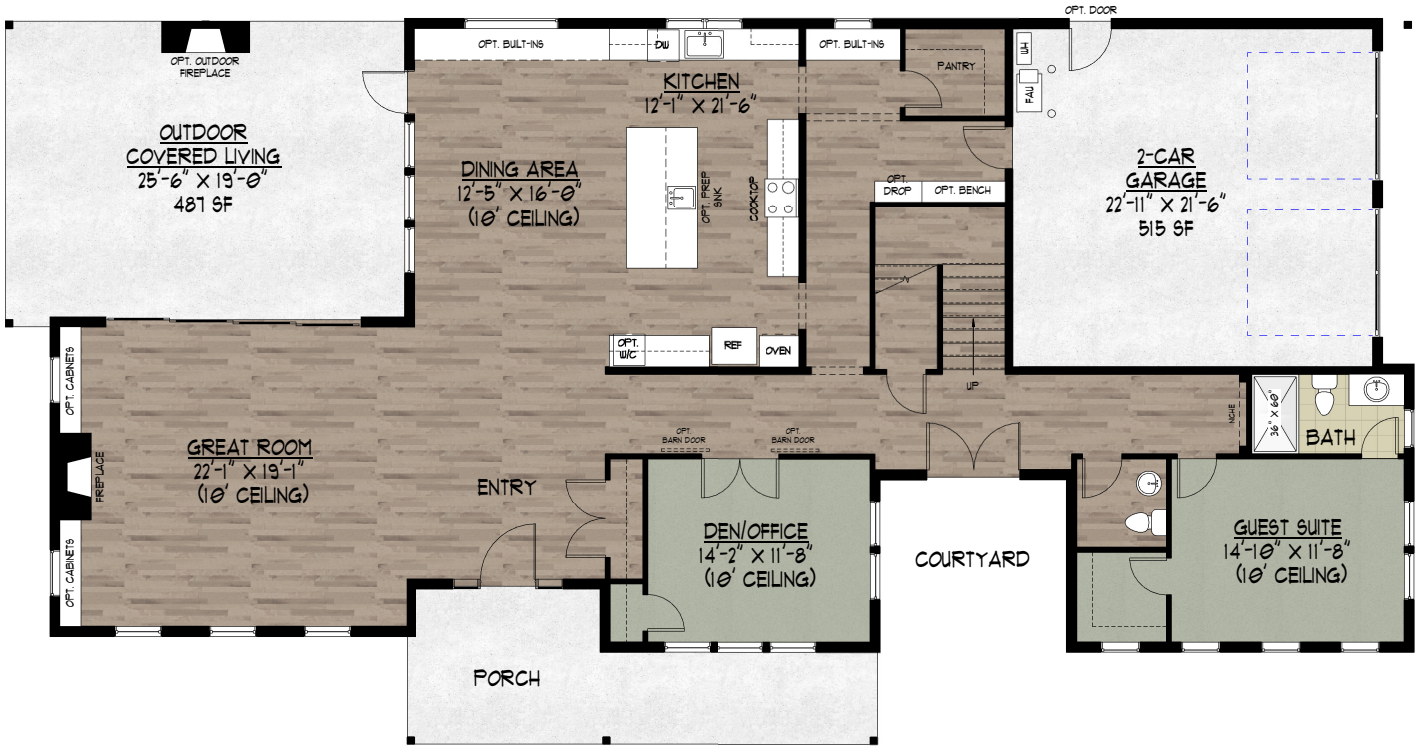 OPT. DOOR
OPT. OUTDOOR
FIREPLACE
OUTDOOR
COVERED LIVING
25'-6" X 19'-0"
487 SF
OPT. BUILT-INS
DW
KITCHEN
12'-1" X 21'-6"
DINING AREA
12'-5" X 16'-0"
(10' CEILING)
OPT. PREP
SNK
COOKTOP
OPT.
W/C
REF
OVEN
OPT. BUILT-INS
PANTRY
OPT.
DROP
OPT. BENCH
UP
WH
FAU
2-CAR
GARAGE
22'-11" X 21'-6"
515 SF
OPT. CABINETS
FIREPLACE
OPT. CABINETS
GREAT ROOM
22'-1" X 19'-1"
(10' CEILING)
ENTRY
OPT.
BARN DOOR
OPT.
BARN DOOR
DEN/OFFICE
14'-2" X 11'-8"
(10' CEILING)
COURTYARD
NICHE
36" X 60"
BATH
GUEST SUITE
14'-10" X 11'-8"
(10' CEILING)
PORCH